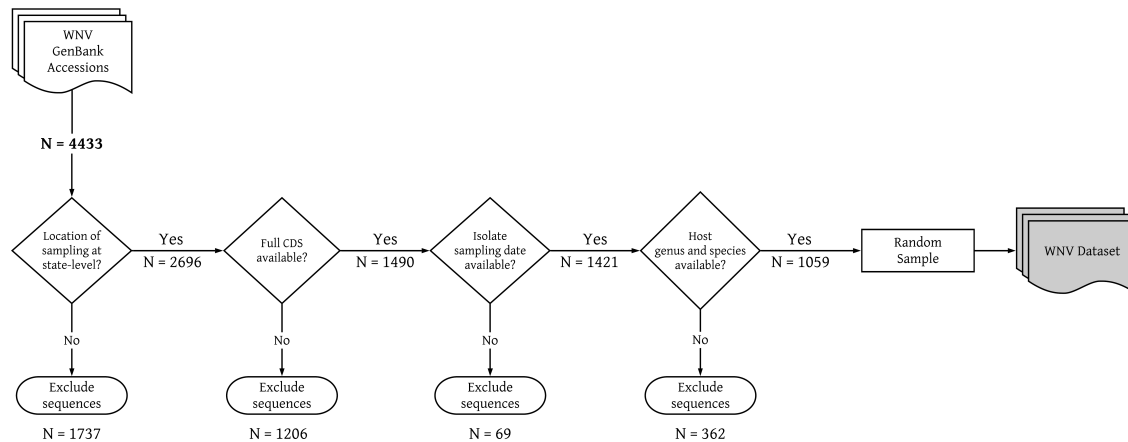 WNV
GenBank
Accessions
N = 4433
Location of
sampling at
state-level?
Yes
N = 2696
Full CDS
available?
Yes
N = 1490
Isolate
sampling date
available?
Yes
N = 1421
Host
genus and species
available?
Yes
N = 1059
Random
Sample
WNV Dataset
No
No
No
No
Exclude
sequences
Exclude
sequences
Exclude
sequences
Exclude
sequences
N = 1737
N = 1206
N = 69
N = 362